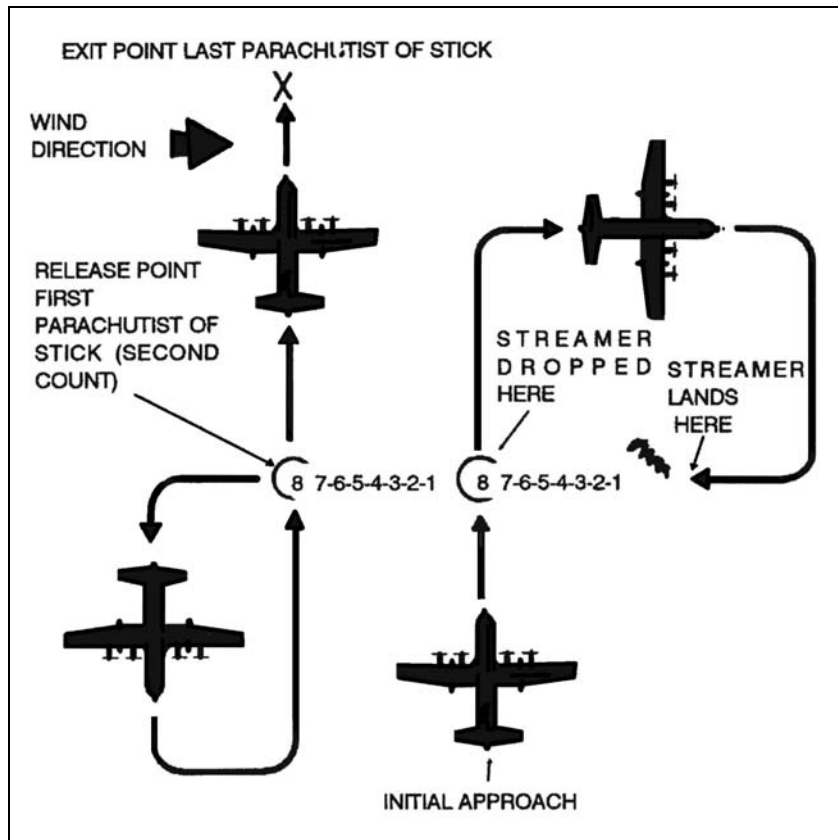 EXIT POINT LAST PARACHUTIST OF STICK
X
WIND
DIRECTION
RELEASE POINT
FIRST
PARACHUTIST OF
STICK (SECOND
COUNT)
STREAMER
DROPPED
HERE
STREAMER
LANDS
HERE
8 7-6-5-4-3-2-1
8 7-6-5-4-3-2-1
INITIAL APPROACH